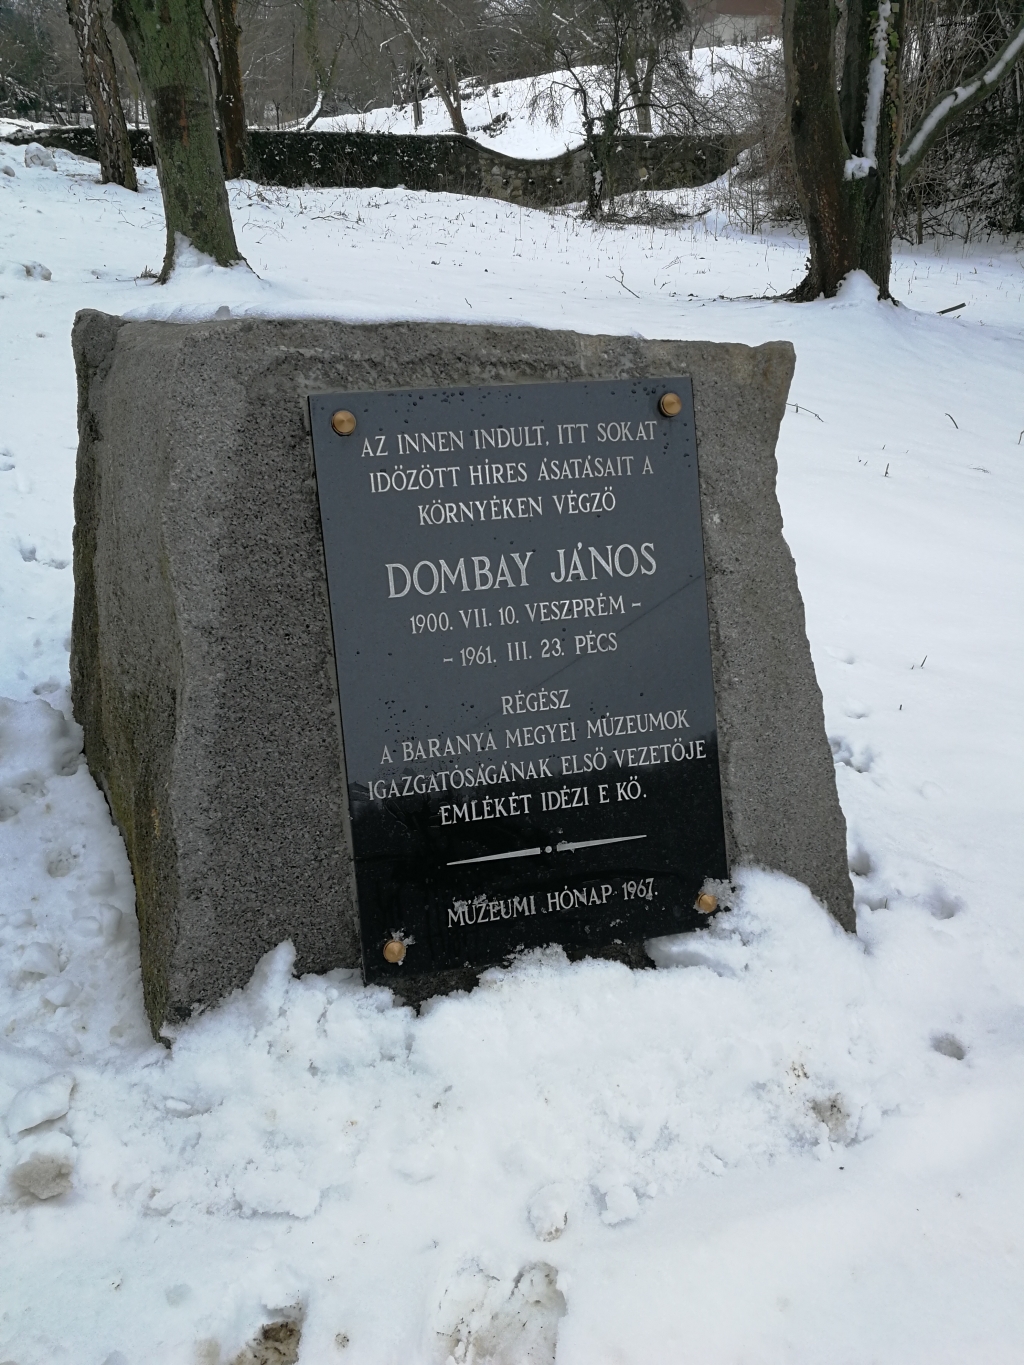 AZ INNEN INDULT, ITT SOKAT
IDŐZÖTT HÍRES ÁSATÁSAIT A
KÖRNYÉKEN VÉGZŐ
DOMBAY JÁNOS
1900. VII. 10. VESZPRÉM –
– 1961. III. 23. PÉCS
RÉGÉSZ
A BARANYA MEGYEI MÚZEUMOK
IGAZGATÓSÁGÁNAK ELSŐ VEZETŐJE
EMLÉKÉT IDÉZI E KŐ.
MÚZEUMI HÓNAP 1967.